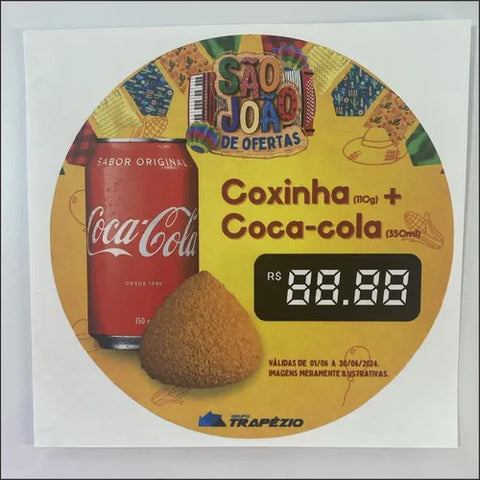 SÃO
JOÃO
DE OFERTAS
SABOR ORIGINAL
Coca-Cola
DESDE 1886
350 m
Coxinha (110g) +
Coca-cola (350ml)
R$ 88.88
VÁLIDAS DE 01/06 À 30/06/2024.
IMAGENS MERAMENTE ILUSTRATIVAS.
GRUPO
TRAPÉZIO